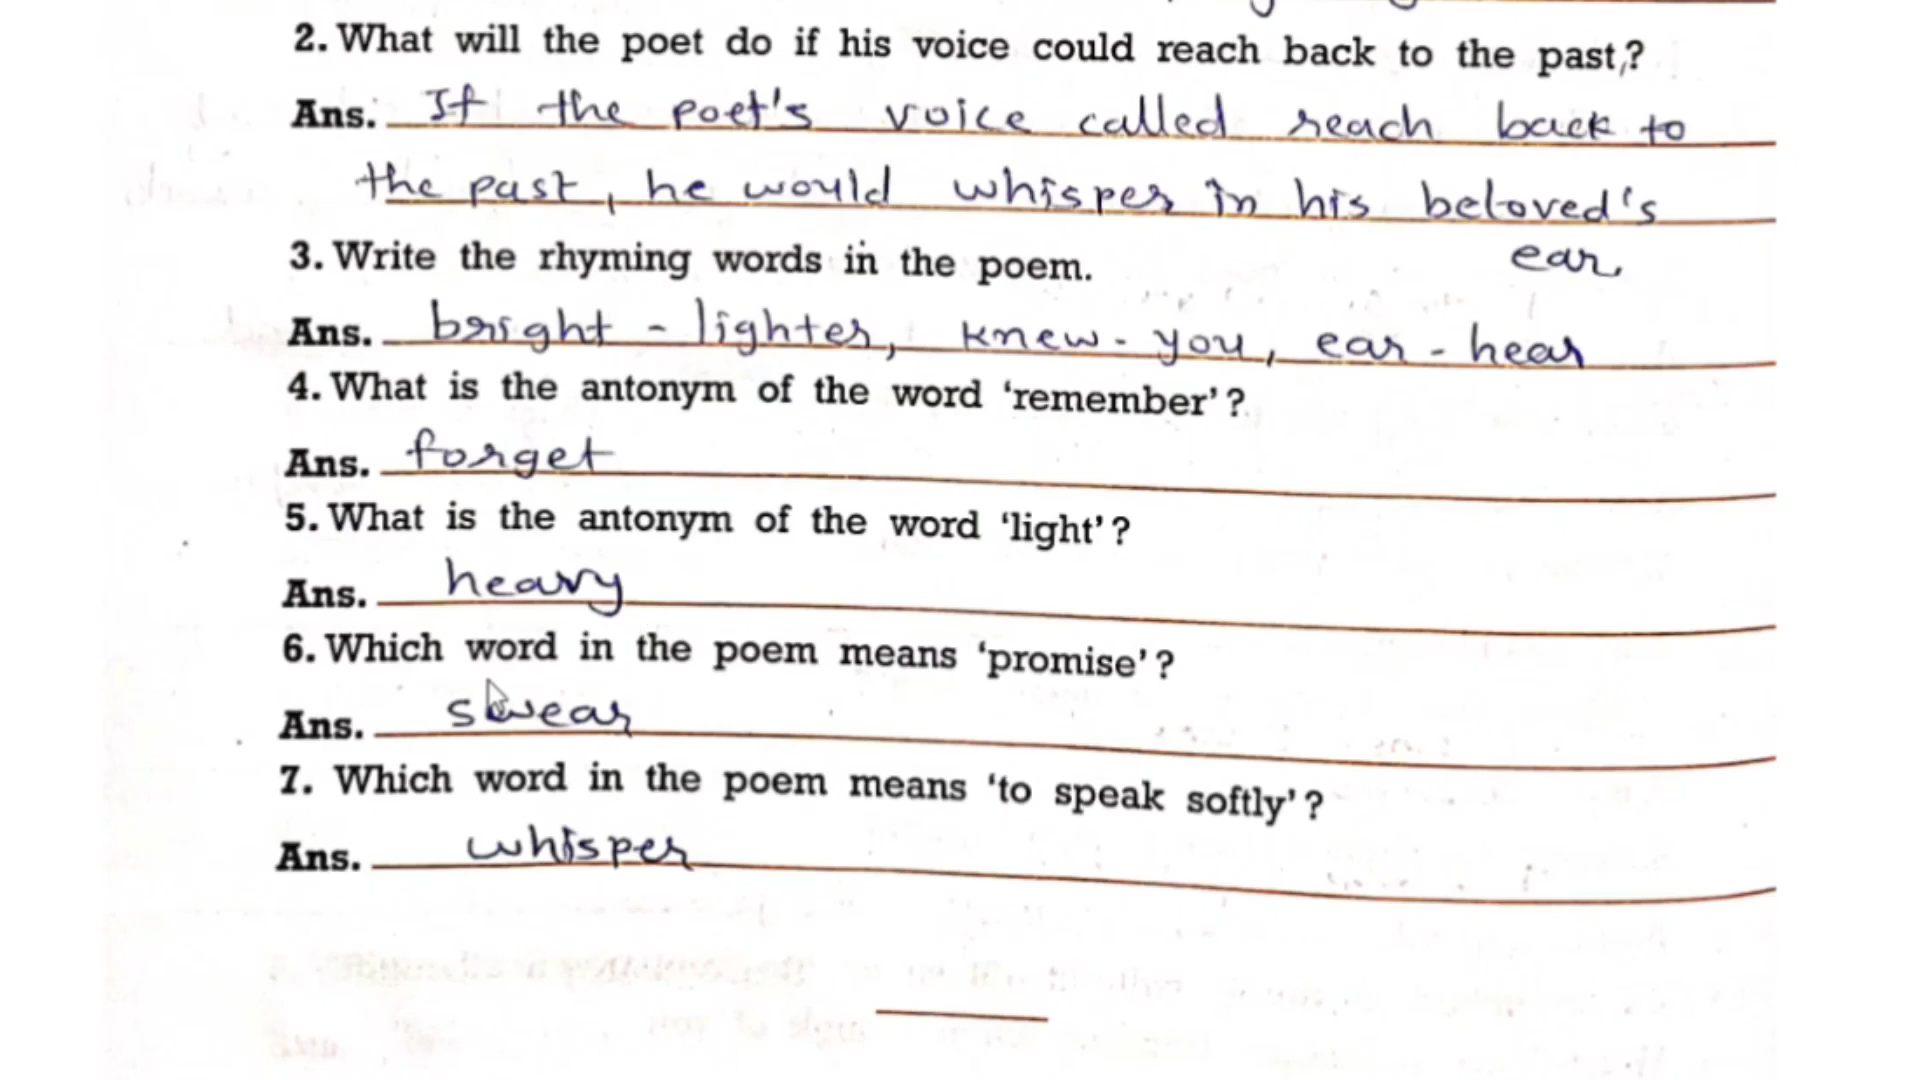 2. What will the poet do if his voice could reach back to the past,?
Ans. If the poet's voice called reach back to
the past, he would whisper in his beloved's
ear.
3. Write the rhyming words in the poem.
Ans. bright - lighter, knew - you, ear - hear
4. What is the antonym of the word 'remember'?
Ans. forget
5. What is the antonym of the word 'light'?
Ans. heavy
6. Which word in the poem means 'promise'?
Ans. swear
7. Which word in the poem means 'to speak softly'?
Ans. whisper